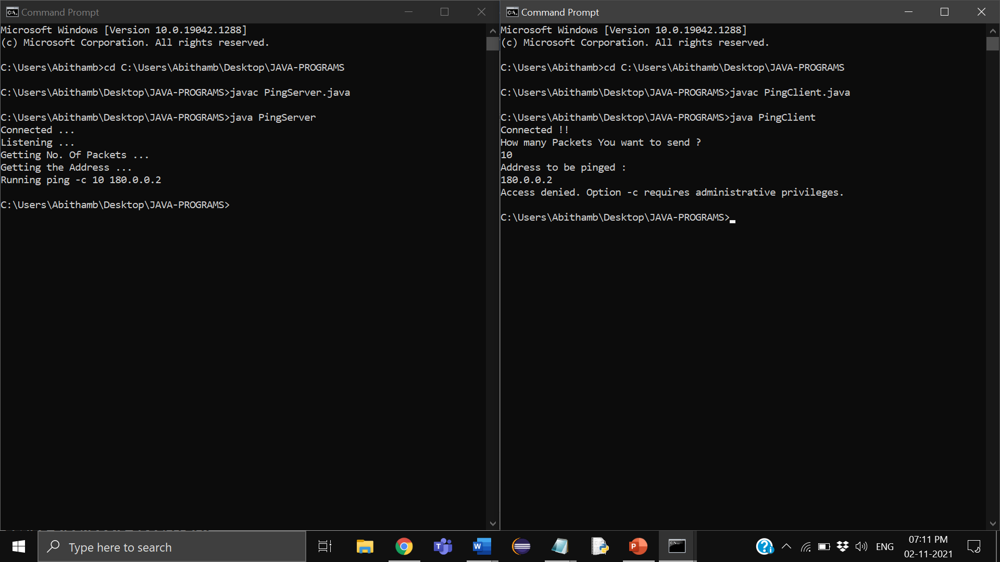 Command Prompt
Microsoft Windows [Version 10.0.19042.1288]
(c) Microsoft Corporation. All rights reserved.
C:\Users\Abithamb>cd C:\Users\Abithamb\Desktop\JAVA-PROGRAMS
C:\Users\Abithamb\Desktop\JAVA-PROGRAMS>javac PingServer.java
C:\Users\Abithamb\Desktop\JAVA-PROGRAMS>java PingServer
Connected ...
Listening ...
Getting No. Of Packets ...
Getting the Address ...
Running ping -c 10 180.0.0.2
C:\Users\Abithamb\Desktop\JAVA-PROGRAMS>
Command Prompt
Microsoft Windows [Version 10.0.19042.1288]
(c) Microsoft Corporation. All rights reserved.
C:\Users\Abithamb>cd C:\Users\Abithamb\Desktop\JAVA-PROGRAMS
C:\Users\Abithamb\Desktop\JAVA-PROGRAMS>javac PingClient.java
C:\Users\Abithamb\Desktop\JAVA-PROGRAMS>java PingClient
Connected !!
How many Packets You want to send ?
10
Address to be pinged :
180.0.0.2
Access denied. Option -c requires administrative privileges.
C:\Users\Abithamb\Desktop\JAVA-PROGRAMS>
Type here to search
ENG
07:11 PM
02-11-2021